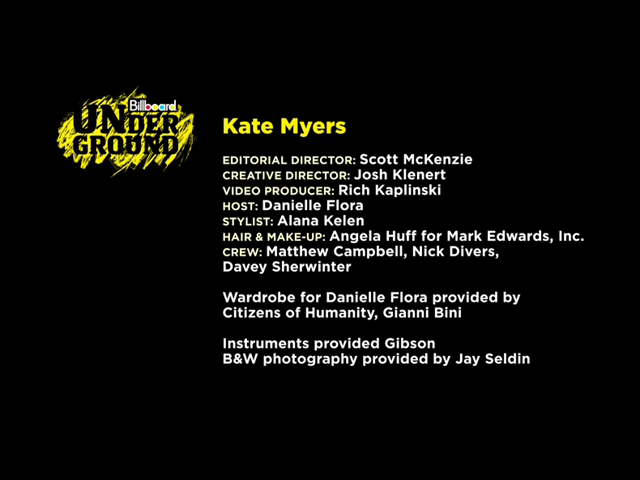 Billboard
UNDER
GROUND
Kate Myers
EDITORIAL DIRECTOR: Scott McKenzie
CREATIVE DIRECTOR: Josh Klenert
VIDEO PRODUCER: Rich Kaplinski
HOST: Danielle Flora
STYLIST: Alana Kelen
HAIR & MAKE-UP: Angela Huff for Mark Edwards, Inc.
CREW: Matthew Campbell, Nick Divers,
Davey Sherwinter
Wardrobe for Danielle Flora provided by
Citizens of Humanity, Gianni Bini
Instruments provided Gibson
B&W photography provided by Jay Seldin